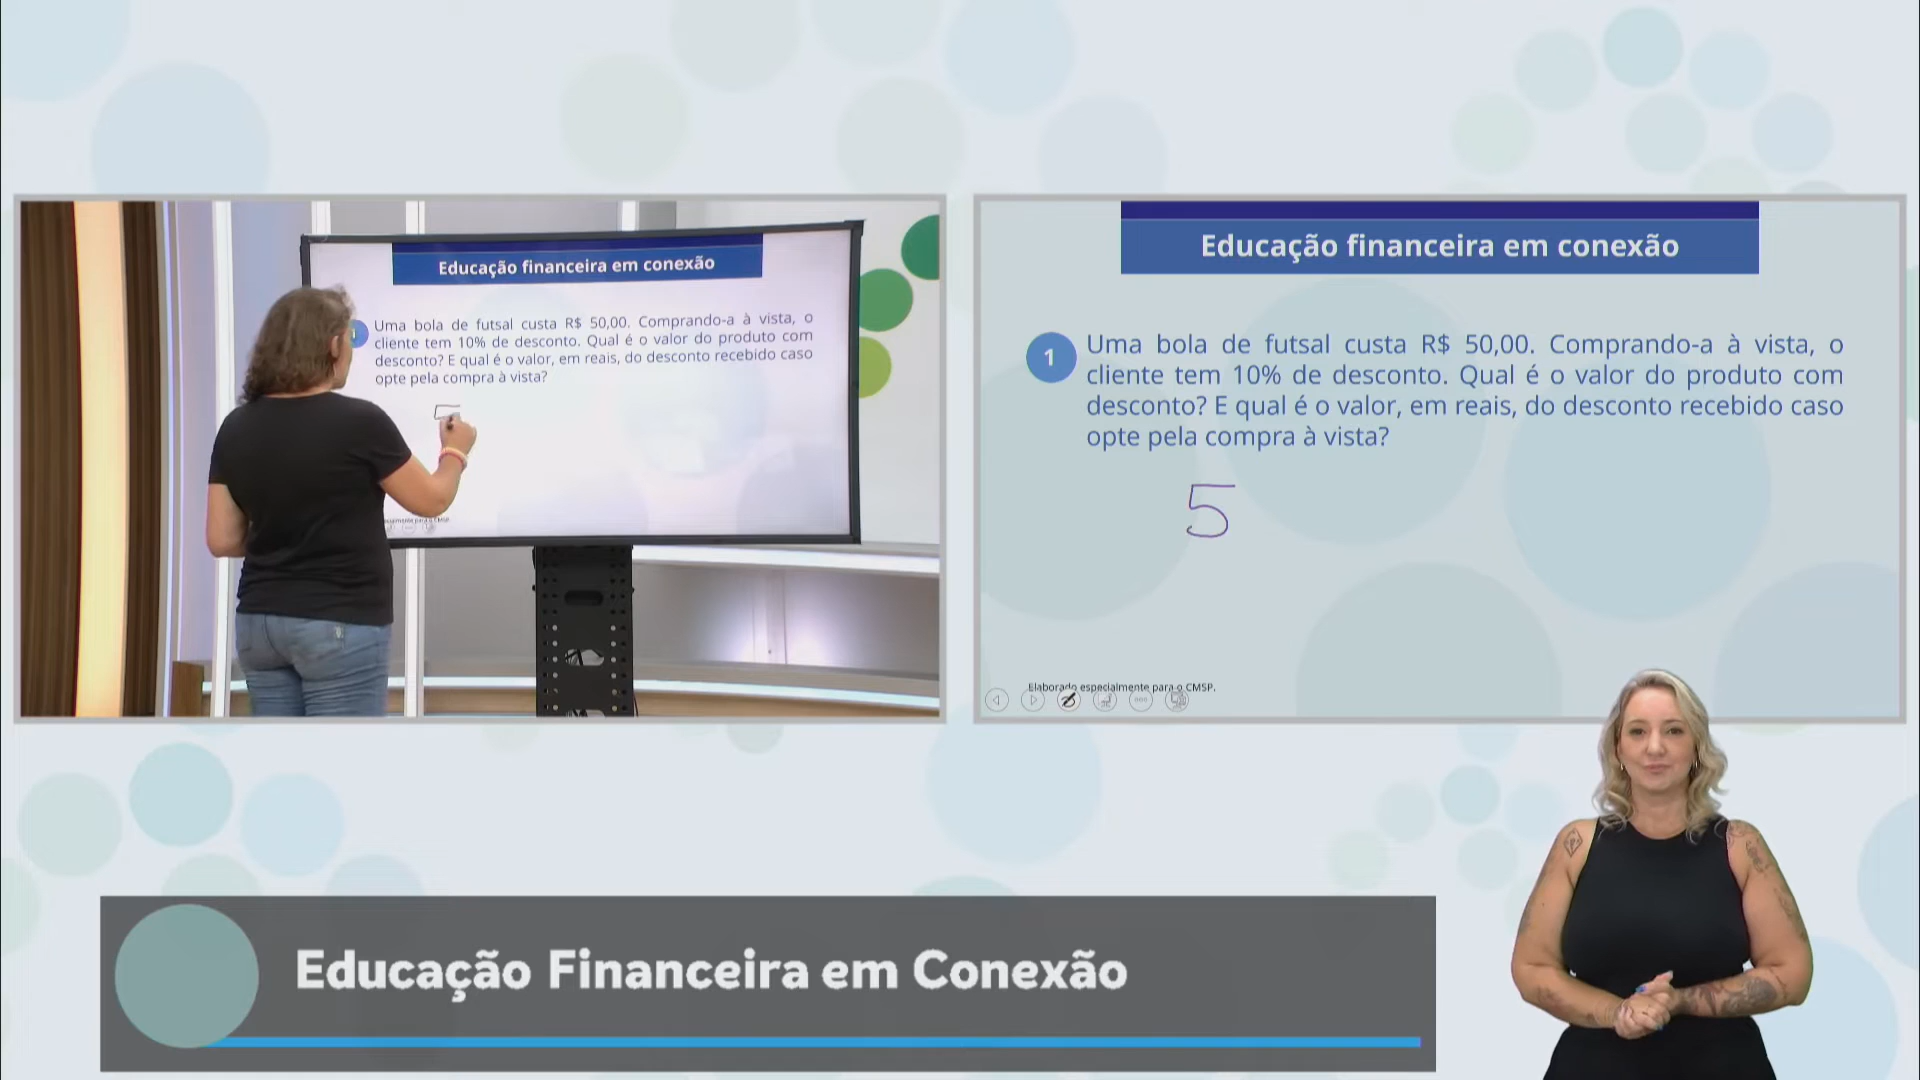 Educação financeira em conexão
Uma bola de futsal custa R$ 50,00. Comprando-a à vista, o
cliente tem 10% de desconto. Qual é o valor do produto com
desconto? E qual é o valor, em reais, do desconto recebido caso
opte pela compra à vista?
5
Educação financeira em conexão
1
Uma bola de futsal custa R$ 50,00. Comprando-a à vista, o
cliente tem 10% de desconto. Qual é o valor do produto com
desconto? E qual é o valor, em reais, do desconto recebido caso
opte pela compra à vista?
5
Elaborado especialmente para o CMSP.
Educação Financeira em Conexão